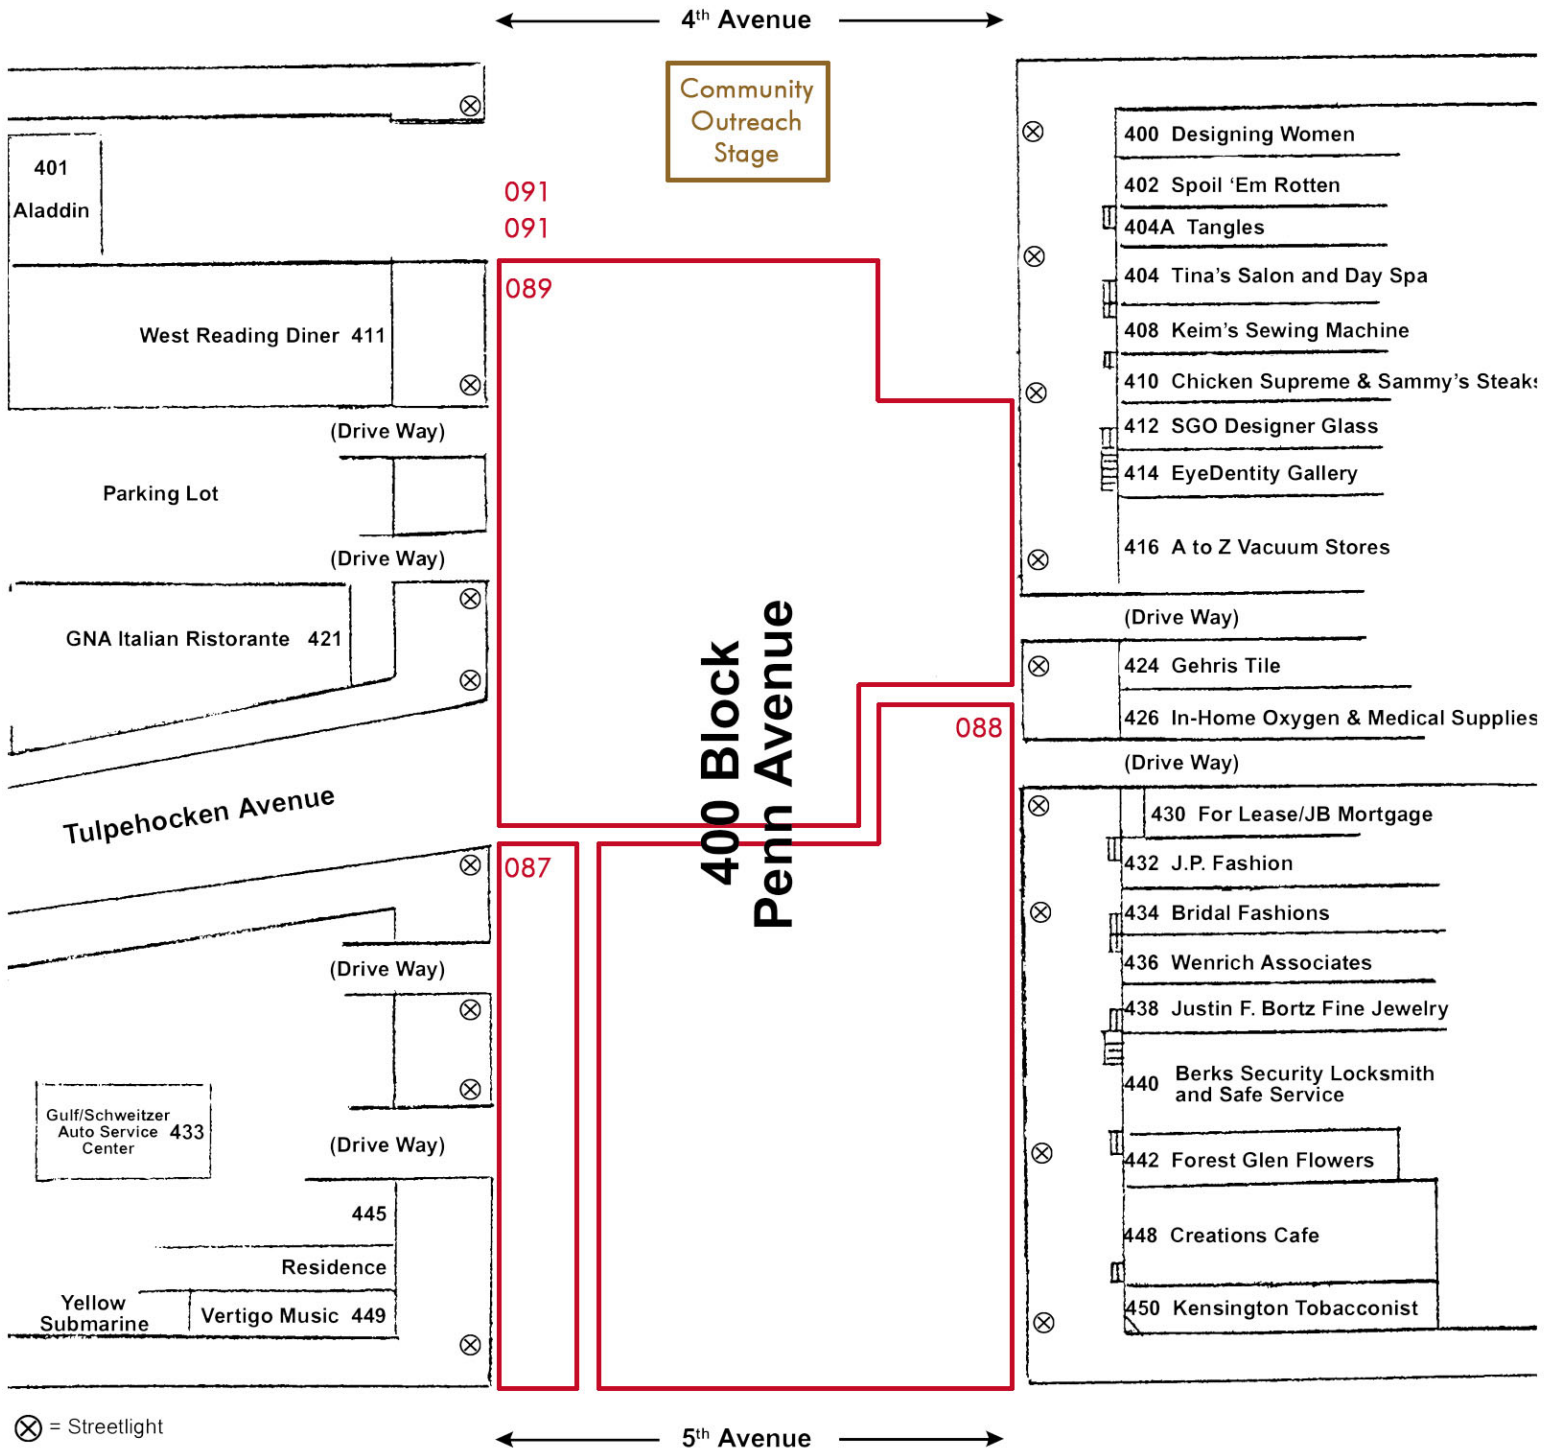 4th Avenue
Community
Outreach
Stage
401
Aladdin
091
091
089
West Reading Diner 411
(Drive Way)
Parking Lot
(Drive Way)
GNA Italian Ristorante 421
Tulpehocken Avenue
(Drive Way)
Gulf/Schweitzer
Auto Service 433
Center
(Drive Way)
445
Residence
Yellow
Submarine
Vertigo Music 449
400 Block
Penn Avenue
088
087
400 Designing Women
402 Spoil ‘Em Rotten
404A Tangles
404 Tina’s Salon and Day Spa
408 Keim’s Sewing Machine
410 Chicken Supreme & Sammy’s Steaks
412 SGO Designer Glass
414 EyeDentity Gallery
416 A to Z Vacuum Stores
(Drive Way)
424 Gehris Tile
426 In-Home Oxygen & Medical Supplies
(Drive Way)
430 For Lease/JB Mortgage
432 J.P. Fashion
434 Bridal Fashions
436 Wenrich Associates
438 Justin F. Bortz Fine Jewelry
440 Berks Security Locksmith
and Safe Service
442 Forest Glen Flowers
448 Creations Cafe
450 Kensington Tobacconist
= Streetlight
5th Avenue